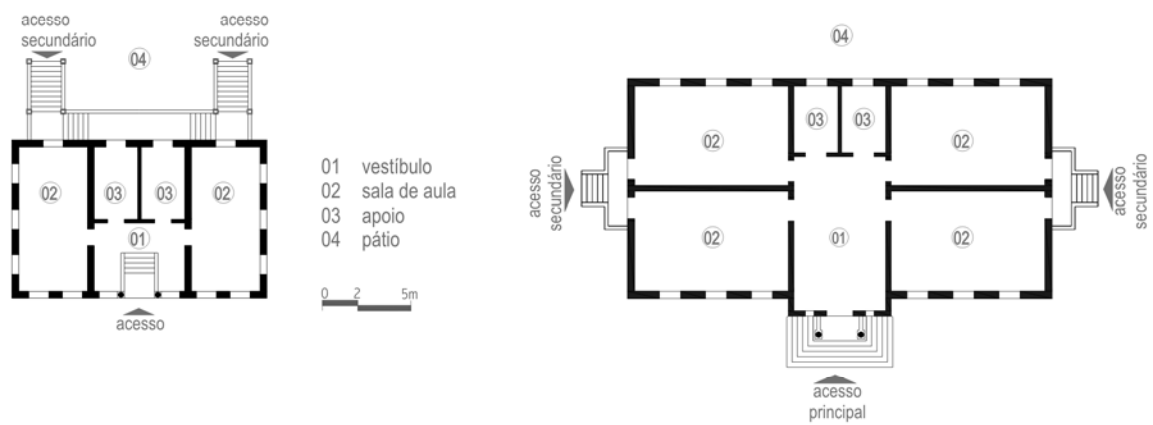 acesso
secundário
acesso
secundário
04
02
03
03
02
01
acesso
01 vestíbulo
02 sala de aula
03 apoio
04 pátio
0 2 5m
04
03
03
02
02
acesso
secundário
acesso
secundário
02
01
02
acesso
principal